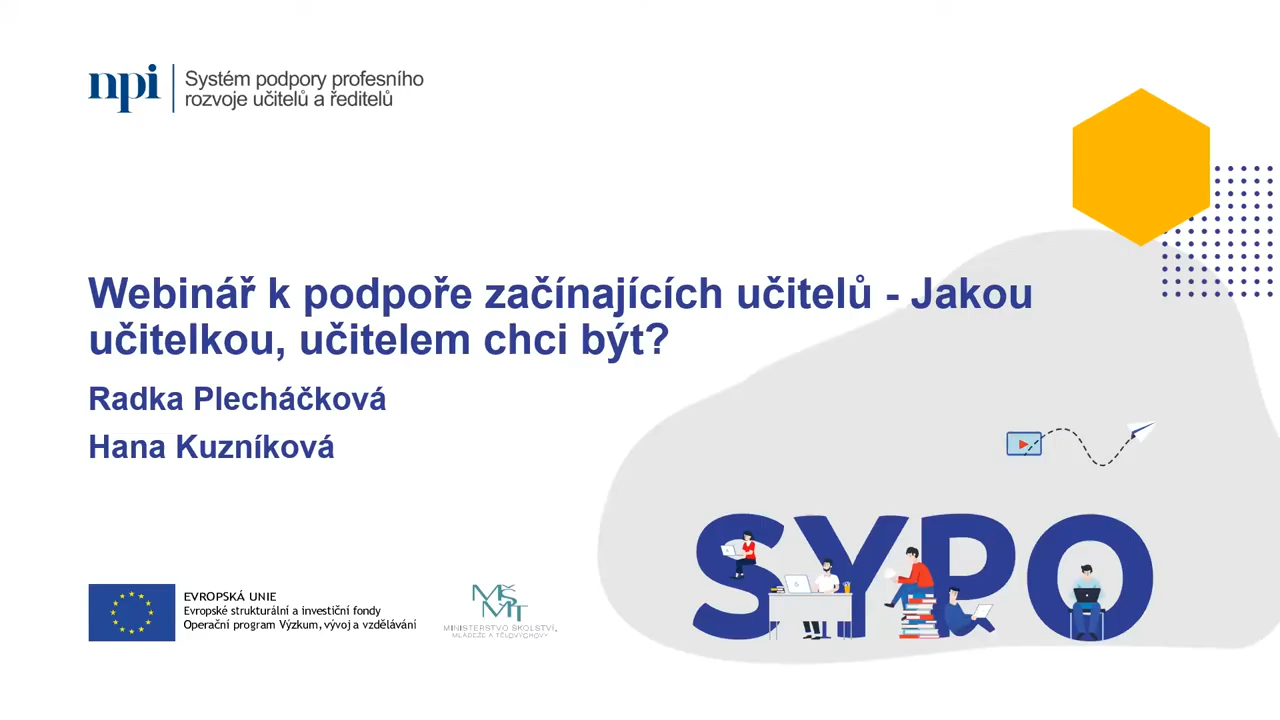 npi
Systém podpory profesního
rozvoje učitelů a ředitelů
Webinář k podpoře začínajících učitelů - Jakou
učitelkou, učitelem chci být?
Radka Plecháčková
Hana Kuzníková
SYPO
EVROPSKÁ UNIE
Evropské strukturální a investiční fondy
Operační program Výzkum, vývoj a vzdělávání
MŠMT
MINISTERSTVO ŠKOLSTVÍ,
MLÁDEŽE A TĚLOVÝCHOVY